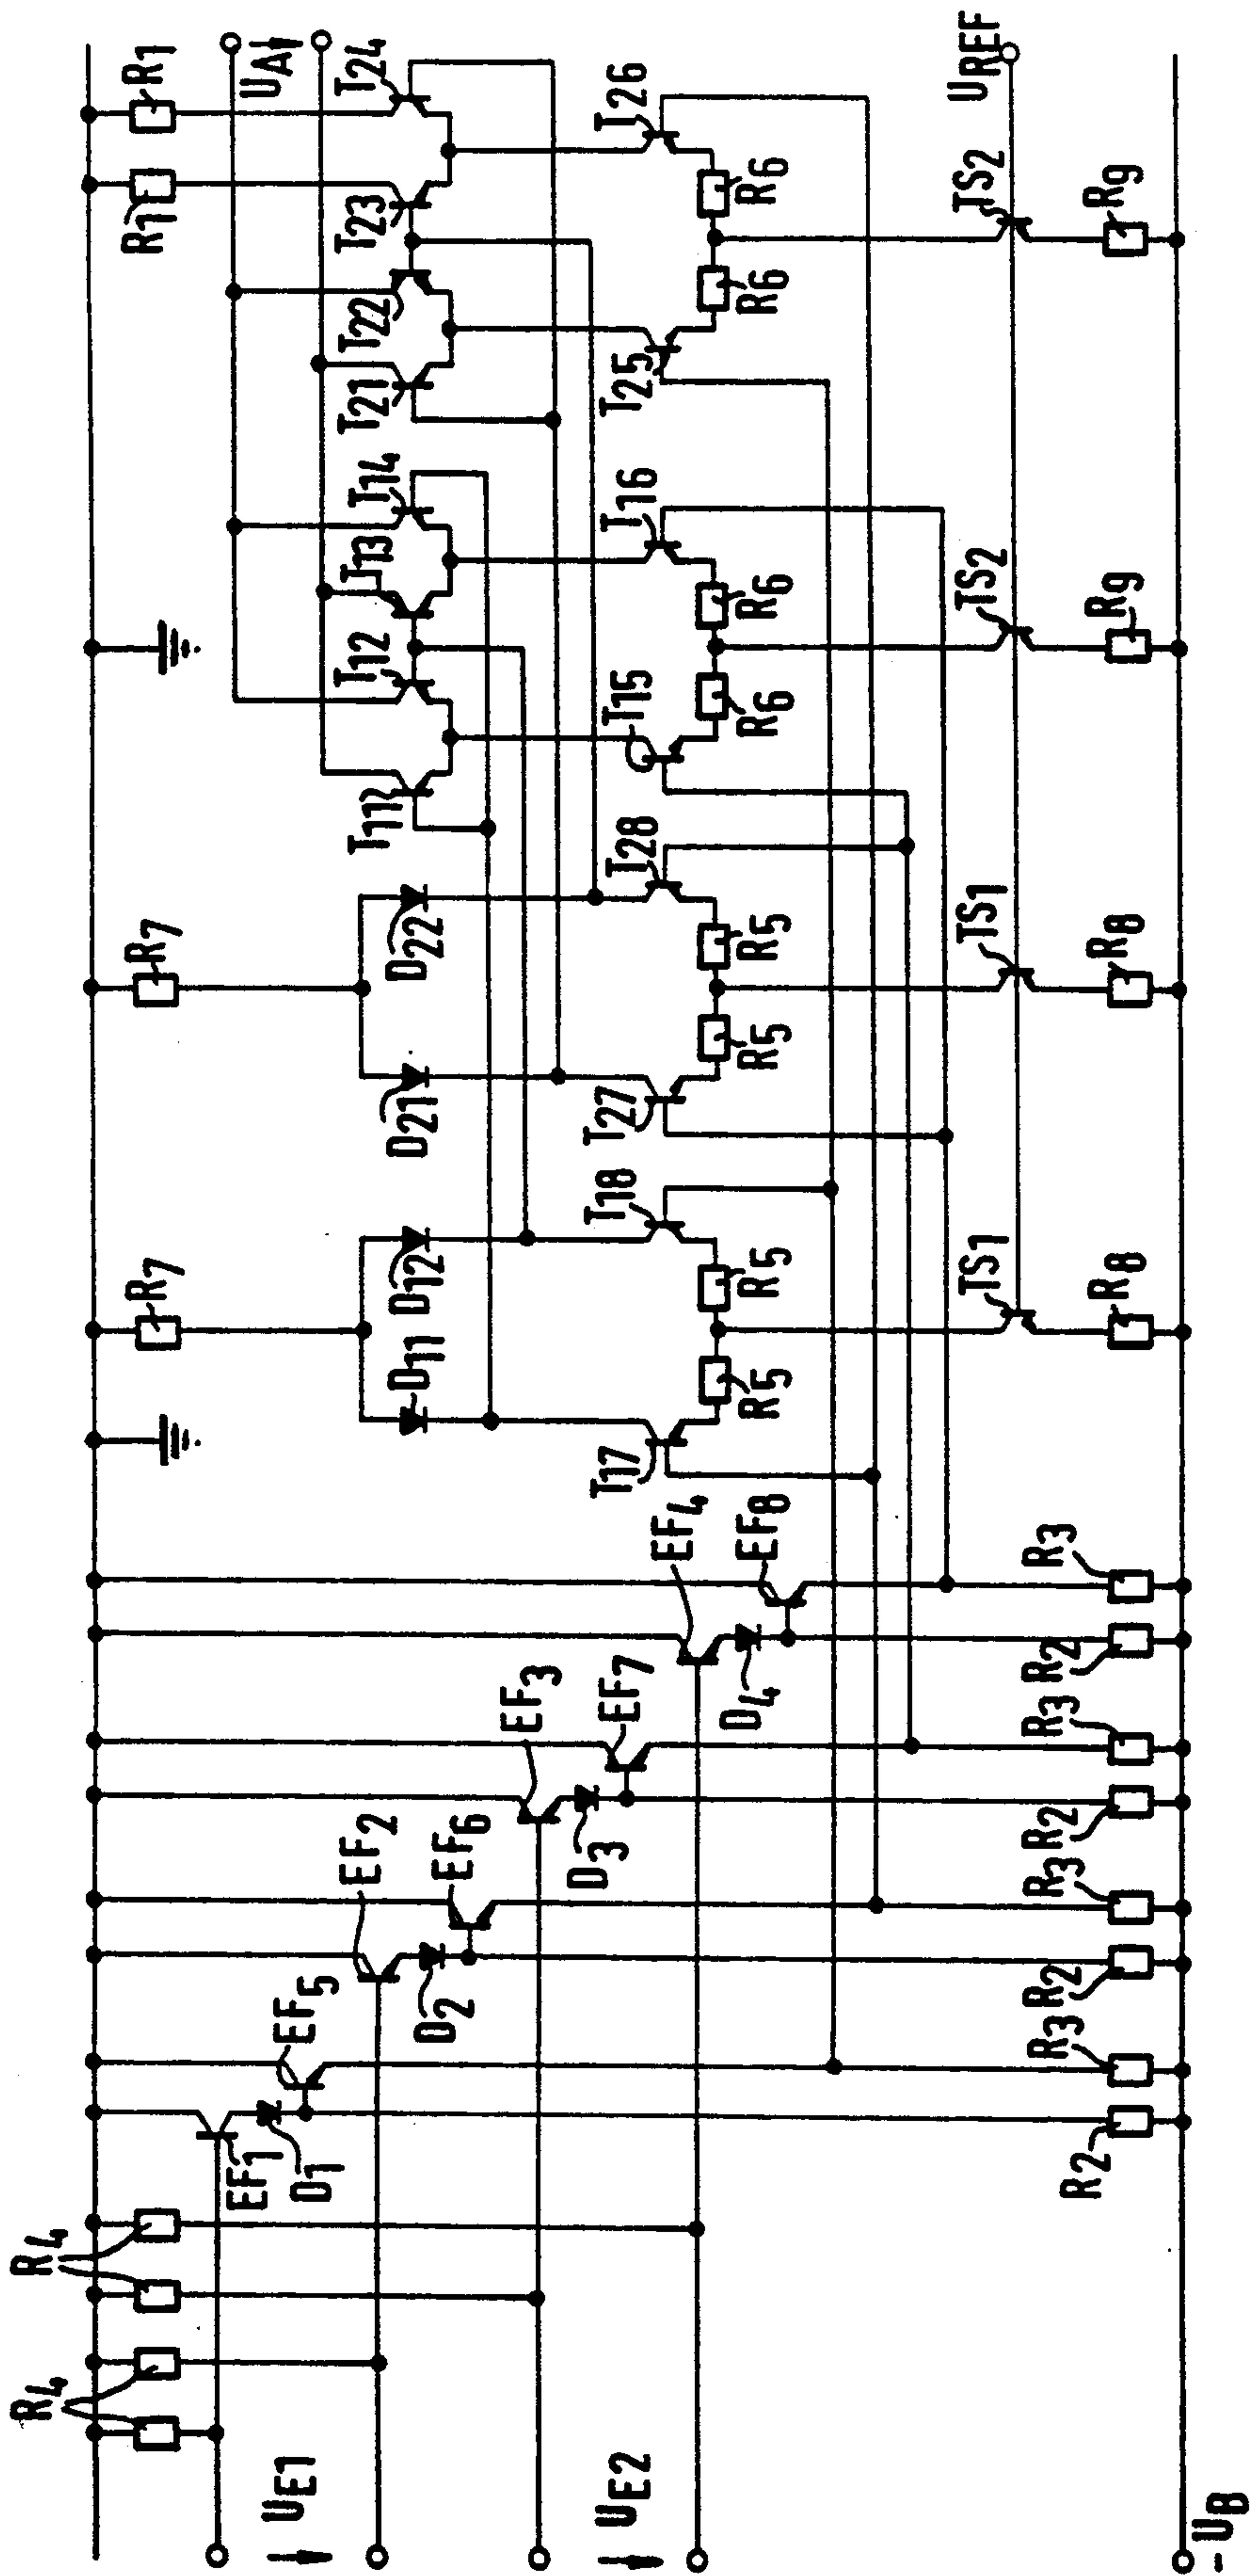 R4
R4
R7
R7
R1
R1
UE1
EF1
D1
EF5
UA
EF2
T11
T12
T13
T14
T21
T22
T23
T24
D11
D12
D21
D22
D2
EF6
EF3
D3
UE2
EF7
T17
T18
T27
T28
T15
T16
T25
T26
EF4
D4
EF8
R5
R5
R5
R5
R6
R6
R6
R6
TS1
TS1
TS2
TS2
UREF
R2
R3
R2
R3
R2
R3
R2
R3
R8
R8
R9
R9
-UB